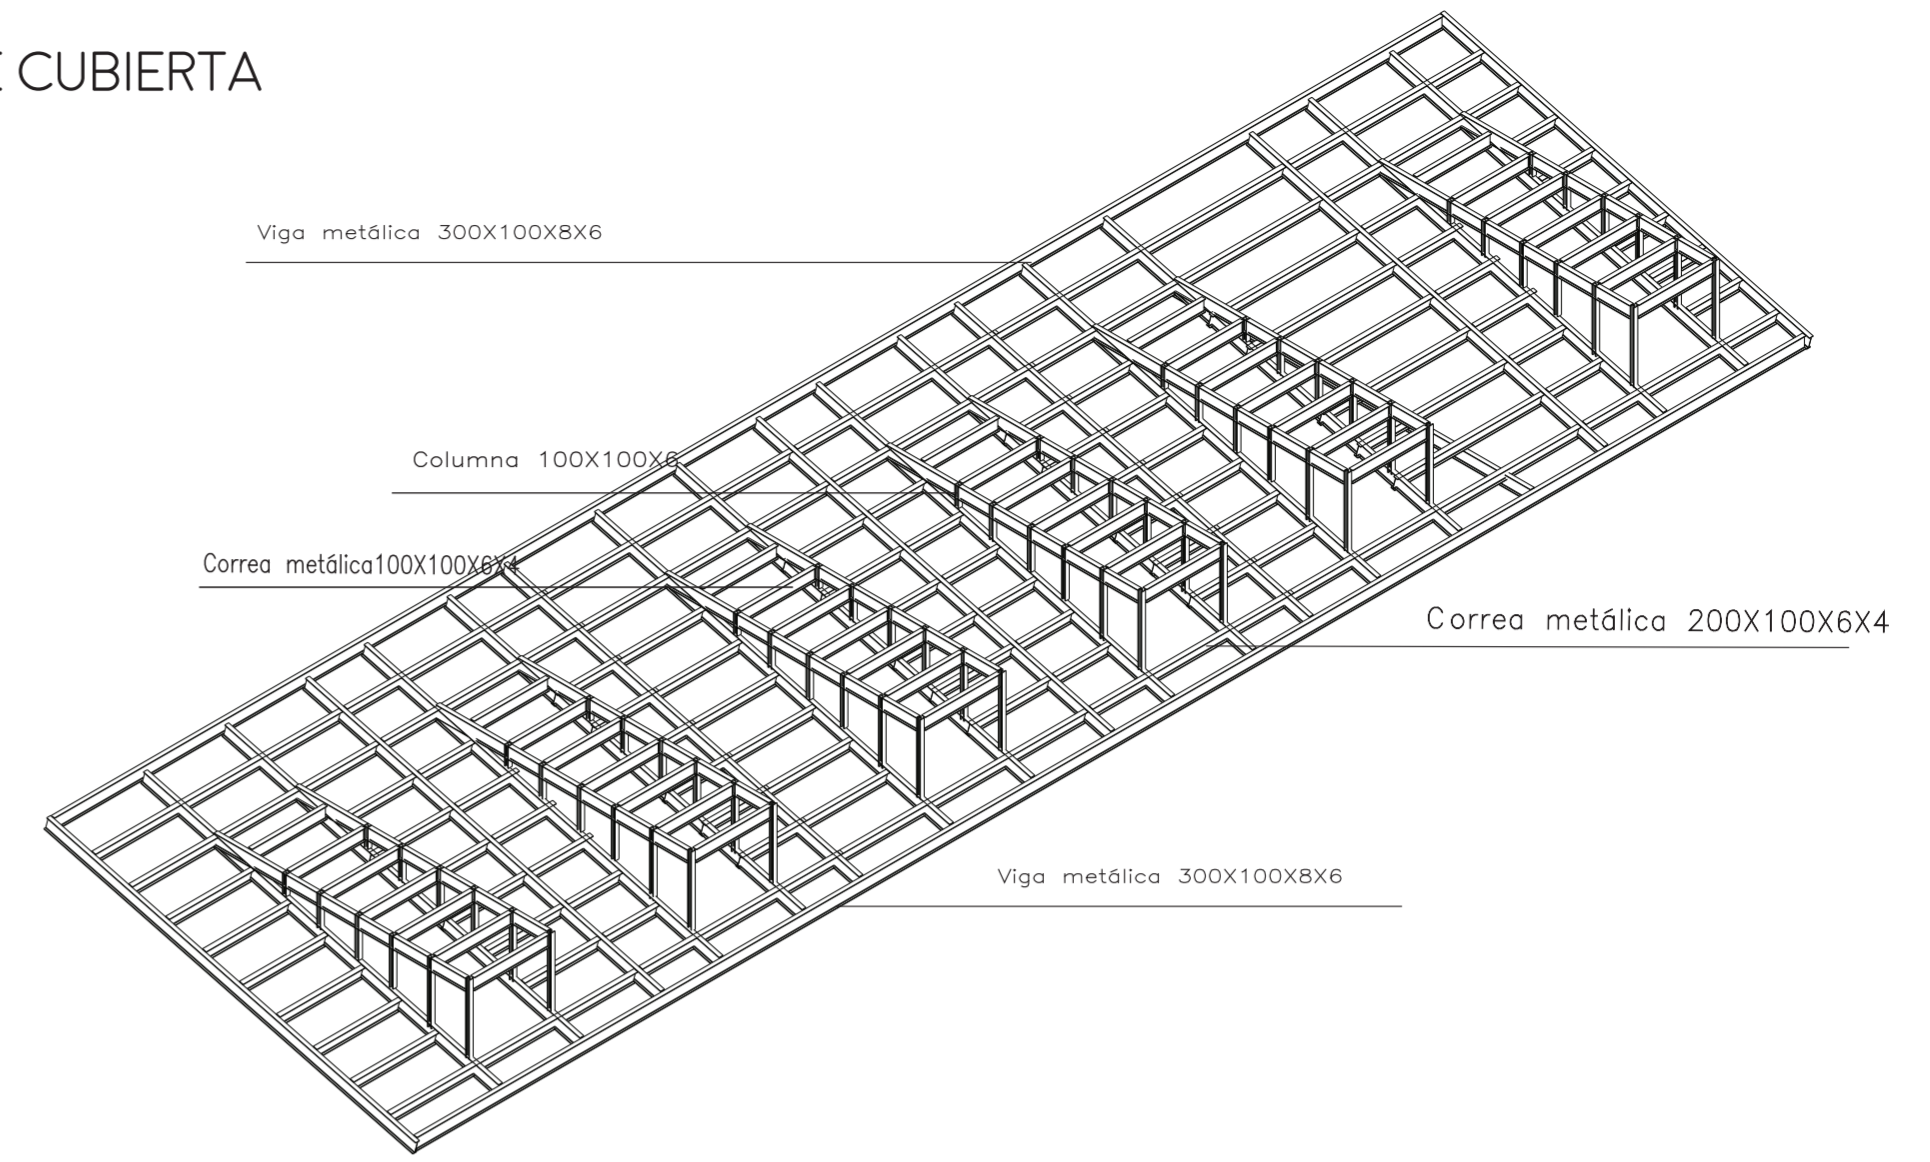 E CUBIERTA
Viga metálica 300X100X8X6
Columna 100X100X6
Correa metálica100X100X6X4
Correa metálica 200X100X6X4
Viga metálica 300X100X8X6